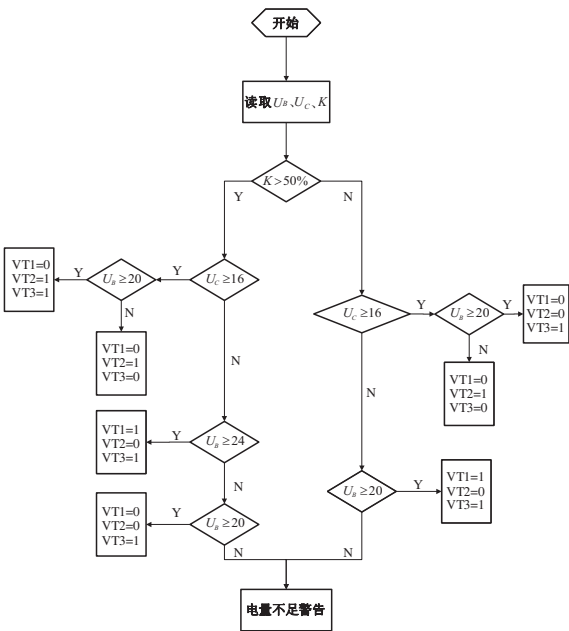 开始
读取U_B、U_C、K
K>50%
Y
N
VT1=0
VT2=1
VT3=1
Y
U_B≥20
Y
U_C≥16
N
VT1=0
VT2=1
VT3=0
U_C≥16
Y
U_B≥20
Y
VT1=0
VT2=0
VT3=1
N
VT1=0
VT2=1
VT3=0
N
N
VT1=1
VT2=0
VT3=1
Y
U_B≥24
N
VT1=0
VT2=0
VT3=1
Y
U_B≥20
N
U_B≥20
Y
VT1=1
VT2=0
VT3=1
N
电量不足警告